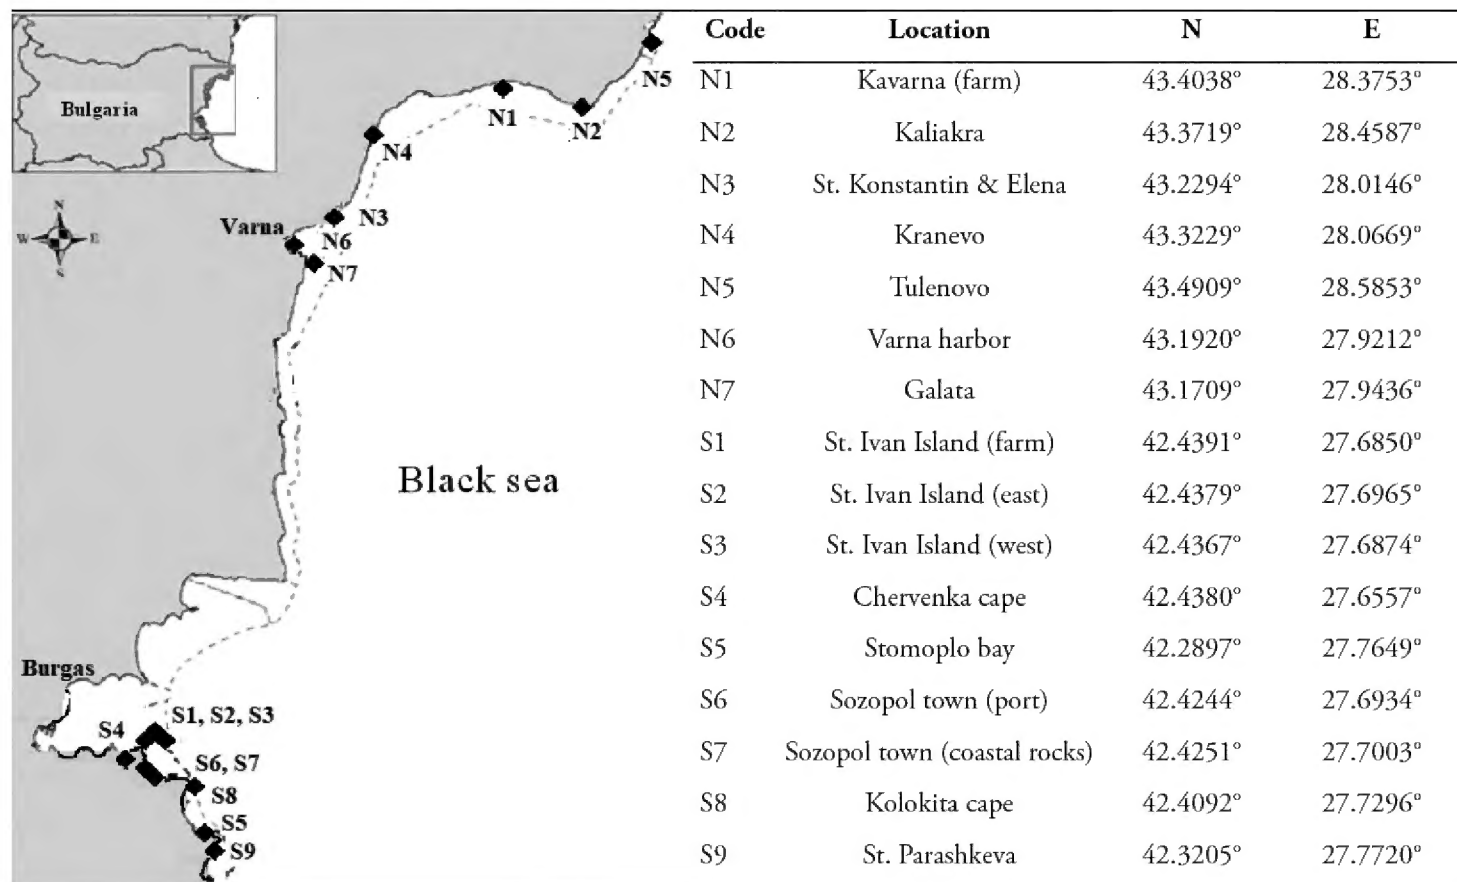 Bulgaria
N
W E
S
N5
N1
N2
N4
N3
Varna
N6
N7
Black sea
Burgas
S1, S2, S3
S4
S6, S7
S8
S5
S9
Code Location N E
N1 Kavarna (farm) 43.4038° 28.3753°
N2 Kaliakra 43.3719° 28.4587°
N3 St. Konstantin & Elena 43.2294° 28.0146°
N4 Kranevo 43.3229° 28.0669°
N5 Tulenovo 43.4909° 28.5853°
N6 Varna harbor 43.1920° 27.9212°
N7 Galata 43.1709° 27.9436°
S1 St. Ivan Island (farm) 42.4391° 27.6850°
S2 St. Ivan Island (east) 42.4379° 27.6965°
S3 St. Ivan Island (west) 42.4367° 27.6874°
S4 Chervenka cape 42.4380° 27.6557°
S5 Stomoplo bay 42.2897° 27.7649°
S6 Sozopol town (port) 42.4244° 27.6934°
S7 Sozopol town (coastal rocks) 42.4251° 27.7003°
S8 Kolokita cape 42.4092° 27.7296°
S9 St. Parashkeva 42.3205° 27.7720°